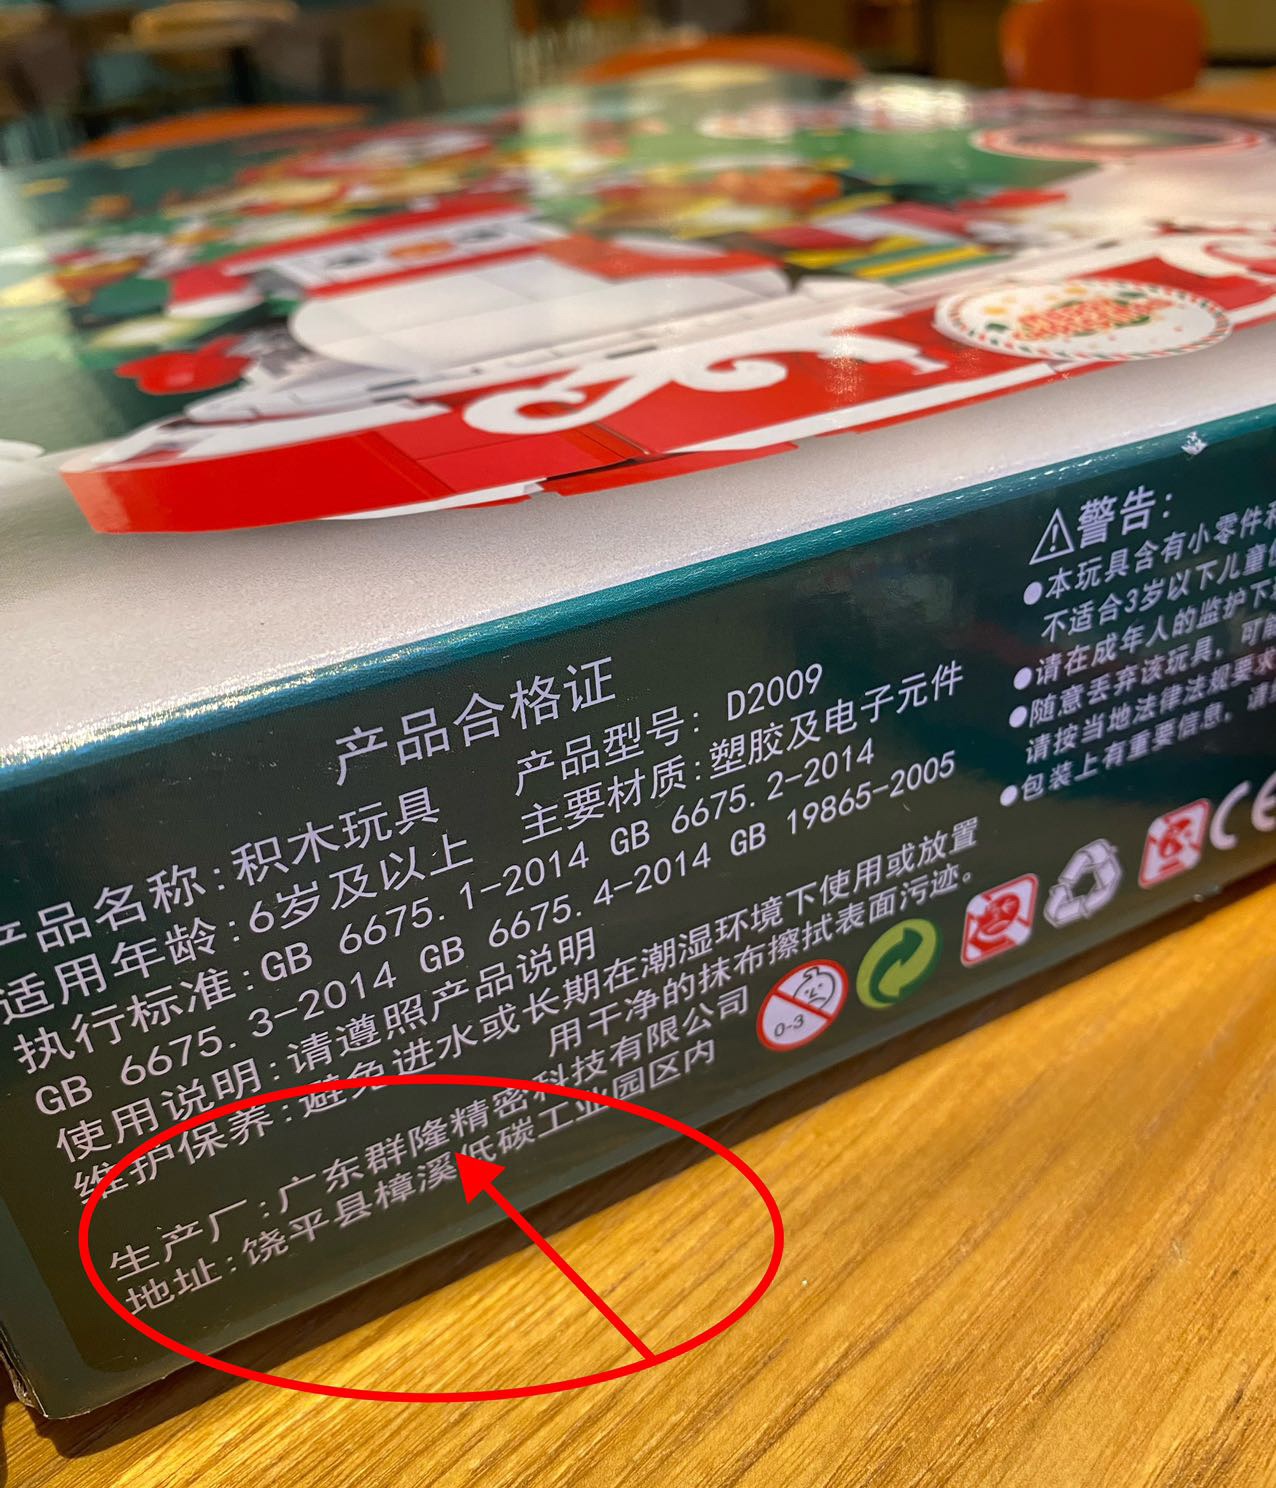 产品合格证
产品名称:积木玩具 产品型号: D2009
适用年龄:6岁及以上 主要材质:塑胶及电子元件
执行标准:GB 6675.1-2014 GB 6675.2-2014
GB 6675.3-2014 GB 6675.4-2014 GB 19865-2005
使用说明:请遵照产品说明
维护保养:避免进水或长期在潮湿环境下使用或放置
用干净的抹布擦拭表面污迹。
生产厂:广东群隆精密科技有限公司
地址:饶平县樟溪低碳工业园区内
0-3
⚠警告:
●本玩具含有小零件
不适合3岁以下儿童
●请在成年人的监护下
●随意丢弃该玩具,可能
请按当地法律法规要求
●包装上有重要信息,请
CE